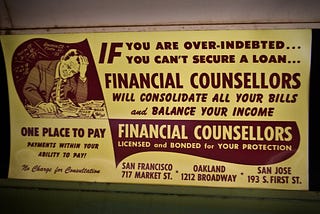 IF YOU ARE OVER-INDEBTED...
YOU CAN'T SECURE A LOAN...
FINANCIAL COUNSELLORS
WILL CONSOLIDATE ALL YOUR BILLS
and BALANCE YOUR INCOME
ONE PLACE TO PAY
PAYMENTS WITHIN YOUR
ABILITY TO PAY!
No Charge for Consultation
FINANCIAL COUNSELLORS
LICENSED and BONDED for YOUR PROTECTION
SAN FRANCISCO
717 MARKET ST. *
OAKLAND
1212 BROADWAY *
SAN JOSE
193 S. FIRST ST.